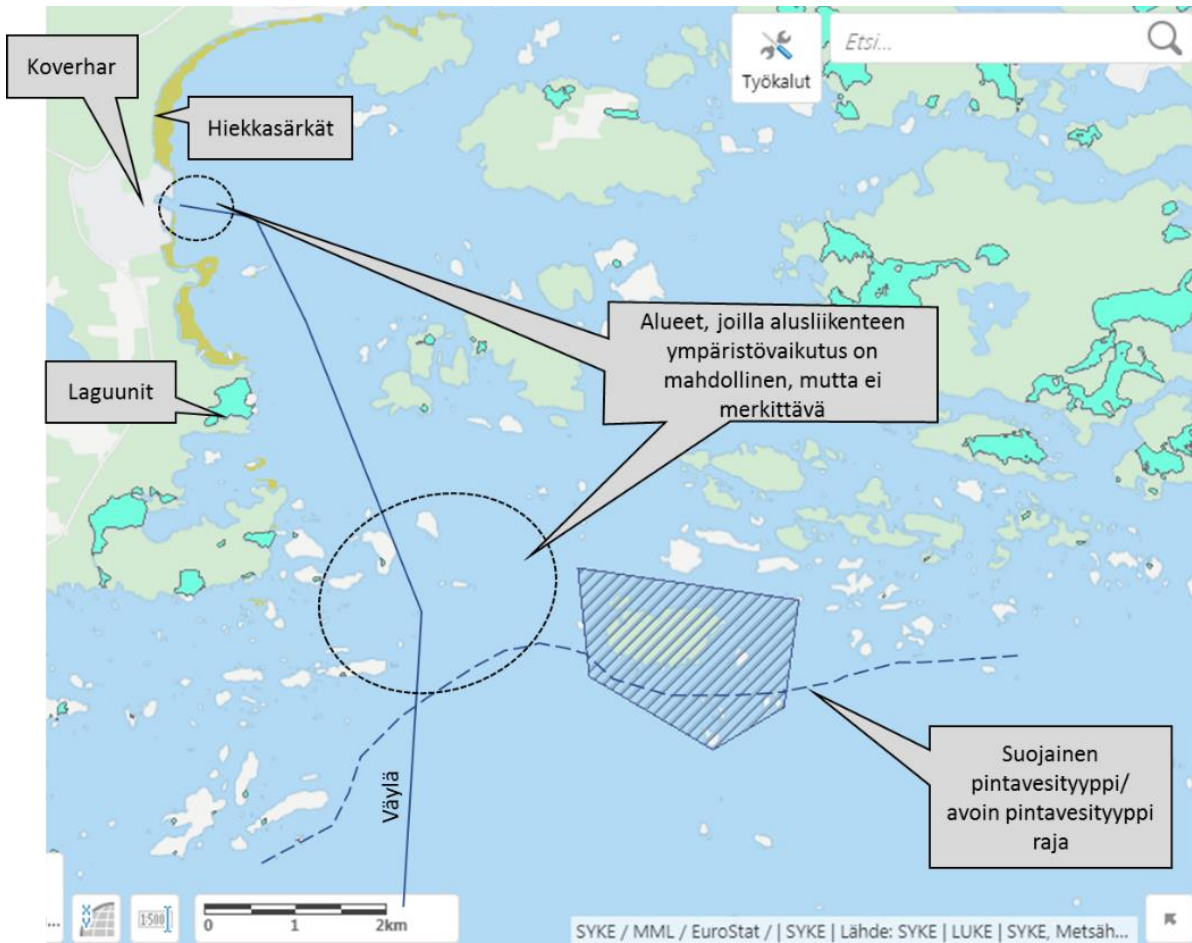 Koverhar
Hiekkasärkät
Työkalut
Etsi...
Alueet, joilla alusliikenteen
ympäristövaikutus on
mahdollinen, mutta ei
merkittävä
Laguunit
Väylä
Suojainen
pintavesityyppi/
avoin pintavesityyppi
raja
...
1:500
0 1 2km
SYKE / MML / EuroStat / | SYKE | Lähde: SYKE | LUKE | SYKE, Metsäh...